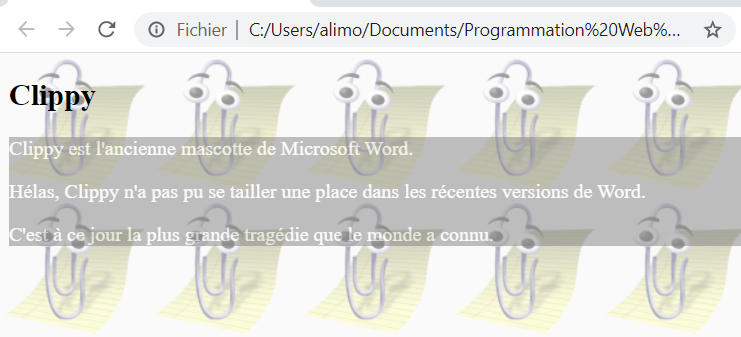 Fichier | C:/Users/alimo/Documents/Programmation%20Web%...
Clippy
Clippy est l'ancienne mascotte de Microsoft Word.
Hélas, Clippy n'a pas pu se tailler une place dans les récentes versions de Word.
C'est à ce jour la plus grande tragédie que le monde a connu.